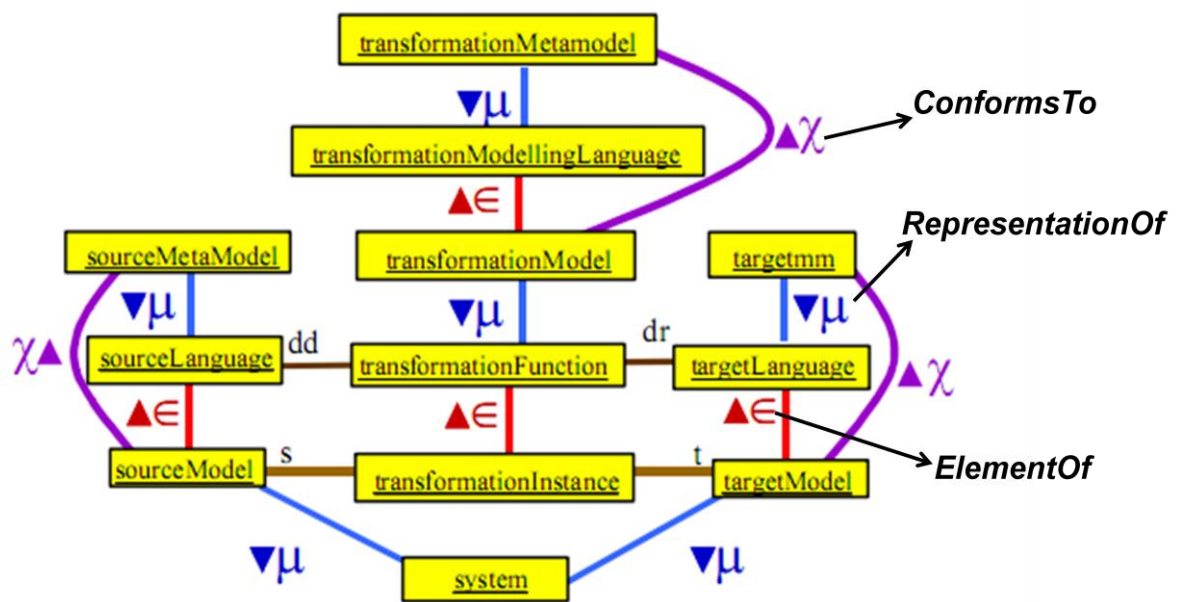 transformationMetamodel
▼μ
ConformsTo
▲χ
transformationModellingLanguage
▲∈
RepresentationOf
sourceMetaModel
transformationModel
targetmm
▼μ
▼μ
▼μ
χ▲
sourceLanguage
dd
transformationFunction
dr
targetLanguage
▲χ
▲∈
▲∈
▲∈
sourceModel
s
transformationInstance
t
targetModel
ElementOf
▼μ
system
▼μ